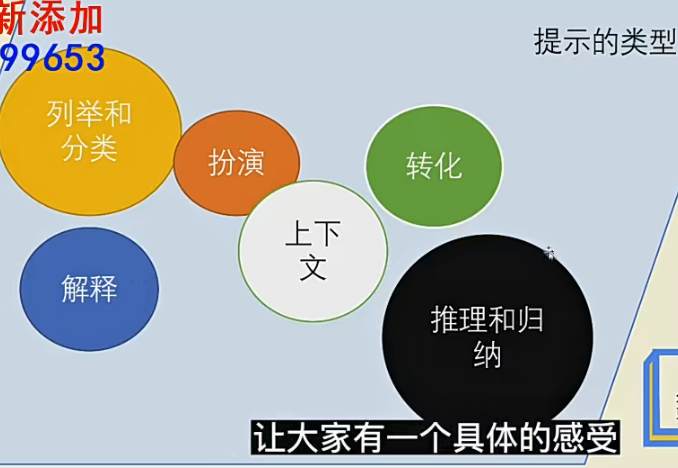 新添加
99653
提示的类型
列举和
分类
扮演
转化
上下
文
解释
推理和归
纳
让大家有一个具体的感受